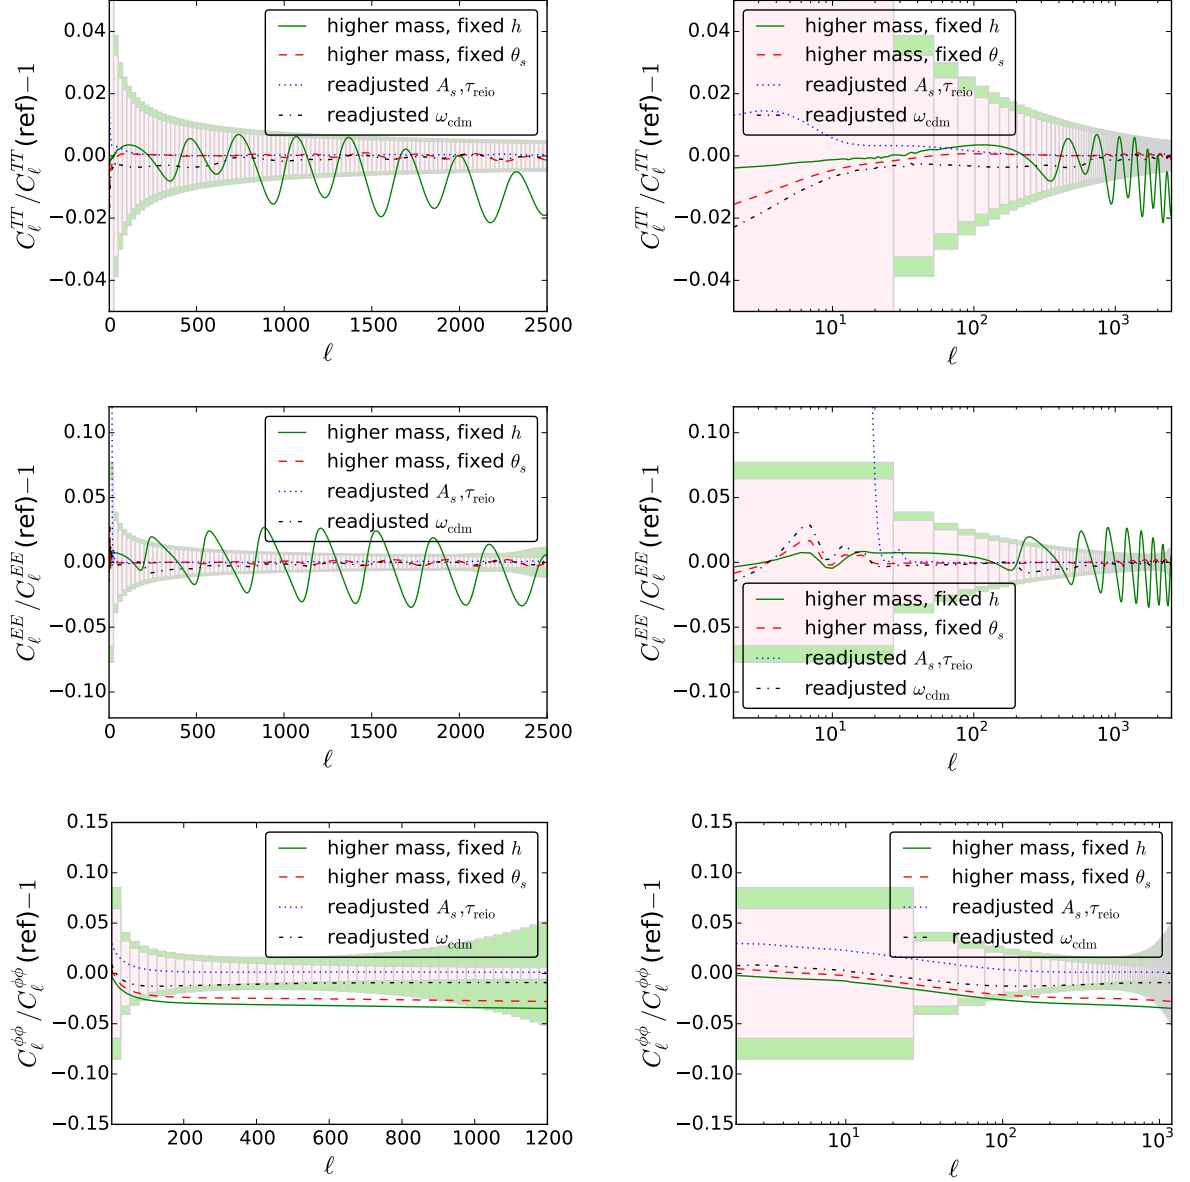 0.04
0.02
0.00
−0.02
−0.04
C_ℓ^{TT}/C_ℓ^{TT}(ref)−1
higher mass, fixed h
higher mass, fixed θ_s
readjusted A_s,τ_reio
readjusted ω_cdm
0 500 1000 1500 2000 2500
ℓ
0.04
0.02
0.00
−0.02
−0.04
C_ℓ^{TT}/C_ℓ^{TT}(ref)−1
higher mass, fixed h
higher mass, fixed θ_s
readjusted A_s,τ_reio
readjusted ω_cdm
10^1 10^2 10^3
ℓ
0.10
0.05
0.00
−0.05
−0.10
C_ℓ^{EE}/C_ℓ^{EE}(ref)−1
higher mass, fixed h
higher mass, fixed θ_s
readjusted A_s,τ_reio
readjusted ω_cdm
0 500 1000 1500 2000 2500
ℓ
0.10
0.05
0.00
−0.05
−0.10
C_ℓ^{EE}/C_ℓ^{EE}(ref)−1
higher mass, fixed h
higher mass, fixed θ_s
readjusted A_s,τ_reio
readjusted ω_cdm
10^1 10^2 10^3
ℓ
0.15
0.10
0.05
0.00
−0.05
−0.10
−0.15
C_ℓ^{ϕϕ}/C_ℓ^{ϕϕ}(ref)−1
higher mass, fixed h
higher mass, fixed θ_s
readjusted A_s,τ_reio
readjusted ω_cdm
200 400 600 800 1000 1200
ℓ
0.15
0.10
0.05
0.00
−0.05
−0.10
−0.15
C_ℓ^{ϕϕ}/C_ℓ^{ϕϕ}(ref)−1
higher mass, fixed h
higher mass, fixed θ_s
readjusted A_s,τ_reio
readjusted ω_cdm
10^1 10^2 10^3
ℓ